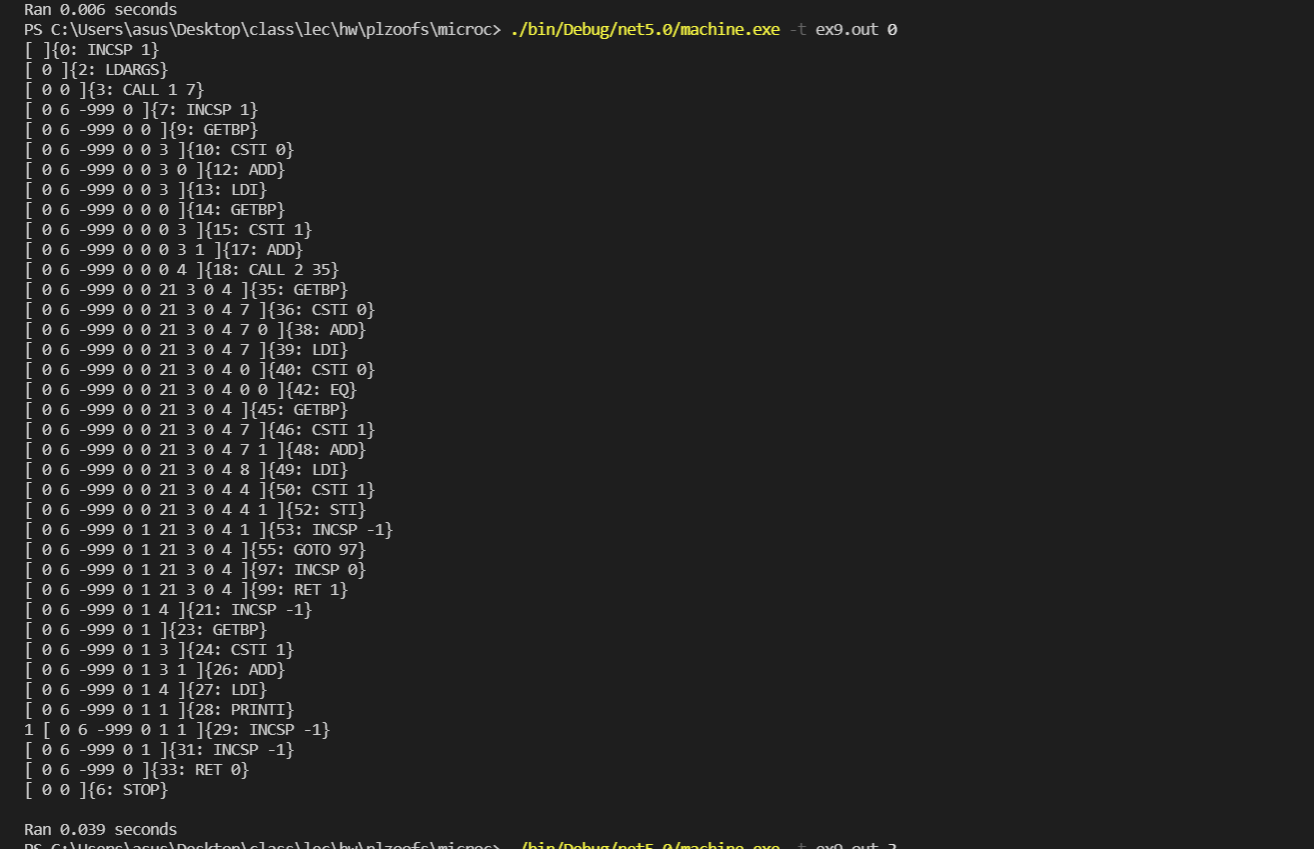 Ran 0.006 seconds
PS C:\Users\asus\Desktop\class\lec\hw\plzoofs\microc> ./bin/Debug/net5.0/machine.exe -t ex9.out 0
[ ]{0: INCSP 1}
[ 0 ]{2: LDARGS}
[ 0 0 ]{3: CALL 1 7}
[ 0 6 -999 0 ]{7: INCSP 1}
[ 0 6 -999 0 0 ]{9: GETBP}
[ 0 6 -999 0 0 3 ]{10: CSTI 0}
[ 0 6 -999 0 0 3 0 ]{12: ADD}
[ 0 6 -999 0 0 3 ]{13: LDI}
[ 0 6 -999 0 0 0 ]{14: GETBP}
[ 0 6 -999 0 0 0 3 ]{15: CSTI 1}
[ 0 6 -999 0 0 0 3 1 ]{17: ADD}
[ 0 6 -999 0 0 0 4 ]{18: CALL 2 35}
[ 0 6 -999 0 0 21 3 0 4 ]{35: GETBP}
[ 0 6 -999 0 0 21 3 0 4 7 ]{36: CSTI 0}
[ 0 6 -999 0 0 21 3 0 4 7 0 ]{38: ADD}
[ 0 6 -999 0 0 21 3 0 4 7 ]{39: LDI}
[ 0 6 -999 0 0 21 3 0 4 0 ]{40: CSTI 0}
[ 0 6 -999 0 0 21 3 0 4 0 0 ]{42: EQ}
[ 0 6 -999 0 0 21 3 0 4 ]{45: GETBP}
[ 0 6 -999 0 0 21 3 0 4 7 ]{46: CSTI 1}
[ 0 6 -999 0 0 21 3 0 4 7 1 ]{48: ADD}
[ 0 6 -999 0 0 21 3 0 4 8 ]{49: LDI}
[ 0 6 -999 0 0 21 3 0 4 4 ]{50: CSTI 1}
[ 0 6 -999 0 0 21 3 0 4 4 1 ]{52: STI}
[ 0 6 -999 0 1 21 3 0 4 1 ]{53: INCSP -1}
[ 0 6 -999 0 1 21 3 0 4 ]{55: GOTO 97}
[ 0 6 -999 0 1 21 3 0 4 ]{97: INCSP 0}
[ 0 6 -999 0 1 21 3 0 4 ]{99: RET 1}
[ 0 6 -999 0 1 4 ]{21: INCSP -1}
[ 0 6 -999 0 1 ]{23: GETBP}
[ 0 6 -999 0 1 3 ]{24: CSTI 1}
[ 0 6 -999 0 1 3 1 ]{26: ADD}
[ 0 6 -999 0 1 4 ]{27: LDI}
[ 0 6 -999 0 1 1 ]{28: PRINTI}
1 [ 0 6 -999 0 1 1 ]{29: INCSP -1}
[ 0 6 -999 0 1 ]{31: INCSP -1}
[ 0 6 -999 0 ]{33: RET 0}
[ 0 0 ]{6: STOP}
Ran 0.039 seconds
PS C:\Users\asus\Desktop\class\lec\hw\plzoofs\microc> ./bin/Debug/net5.0/machine.exe -t ex9.out